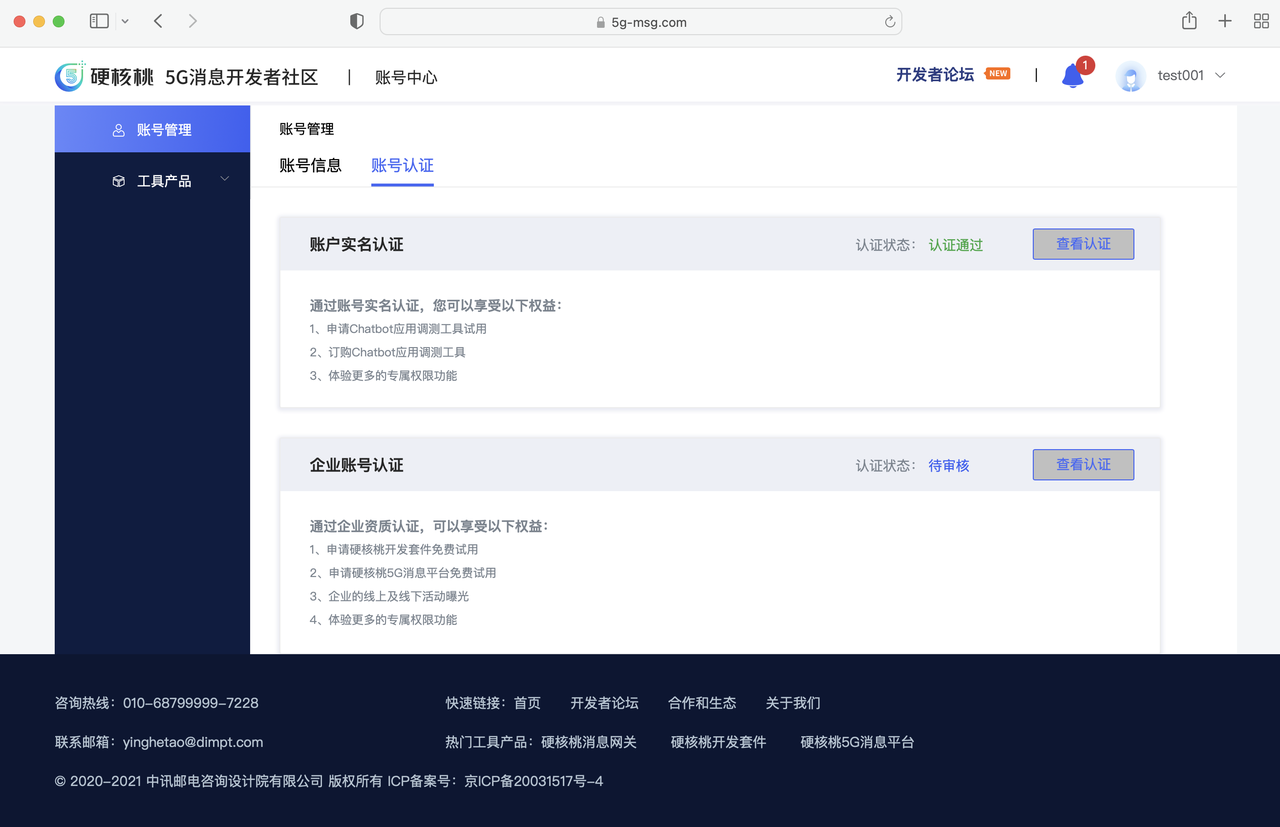 5g-msg.com
5 硬核桃 5G消息开发者社区 | 账号中心
开发者论坛 NEW | 1 test001
账号管理
工具产品
账号管理
账号信息 账号认证
账户实名认证 认证状态： 认证通过 查看认证
通过账号实名认证，您可以享受以下权益：
1、申请Chatbot应用调测工具试用
2、订购Chatbot应用调测工具
3、体验更多的专属权限功能
企业账号认证 认证状态： 待审核 查看认证
通过企业资质认证，可以享受以下权益：
1、申请硬核桃开发套件免费试用
2、申请硬核桃5G消息平台免费试用
3、企业的线上及线下活动曝光
4、体验更多的专属权限功能
咨询热线：010-68799999-7228 快速链接：首页 开发者论坛 合作和生态 关于我们
联系邮箱：yinghetao@dimpt.com 热门工具产品：硬核桃消息网关 硬核桃开发套件 硬核桃5G消息平台
© 2020-2021 中讯邮电咨询设计院有限公司 版权所有 ICP备案号：京ICP备20031517号-4